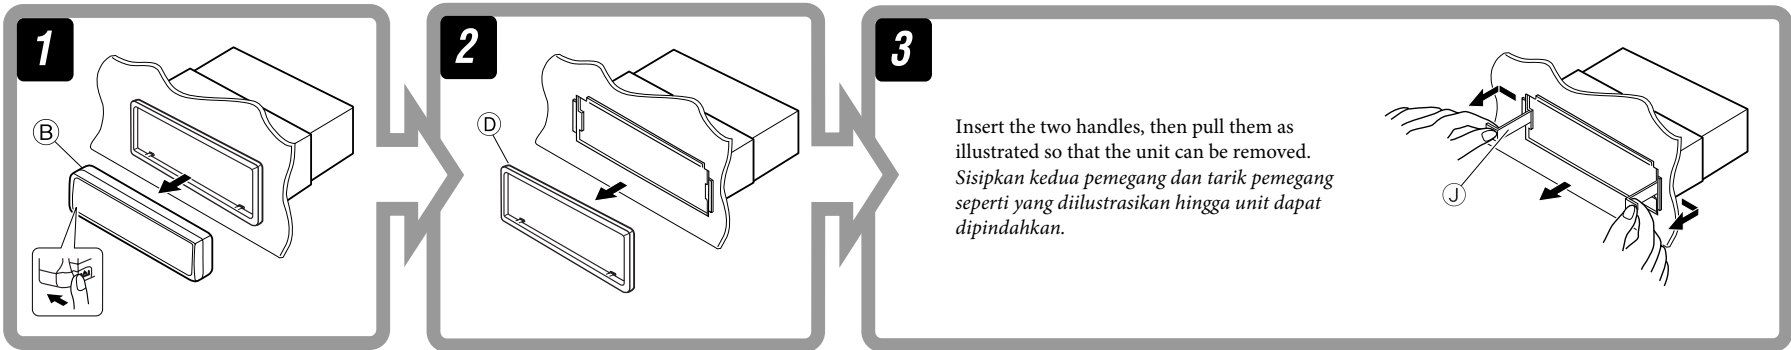 1
2
3
B
D
Insert the two handles, then pull them as
illustrated so that the unit can be removed.
Sisipkan kedua pemegang dan tarik pemegang
seperti yang diilustrasikan hingga unit dapat
dipindahkan.
J